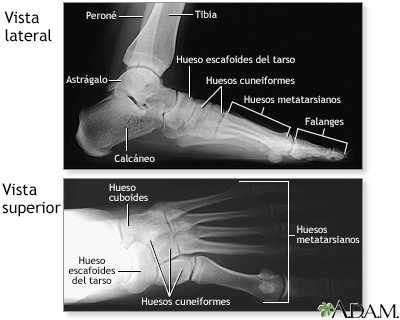 Vista
lateral
Peroné
Tibia
Hueso escafoides del tarso
Astrágalo
Huesos cuneiformes
Huesos metatarsianos
Falanges
Calcáneo
Vista
superior
Hueso
cuboides
Huesos
metatarsianos
Hueso
escafoides
del tarso
Huesos cuneiformes
A.D.A.M.